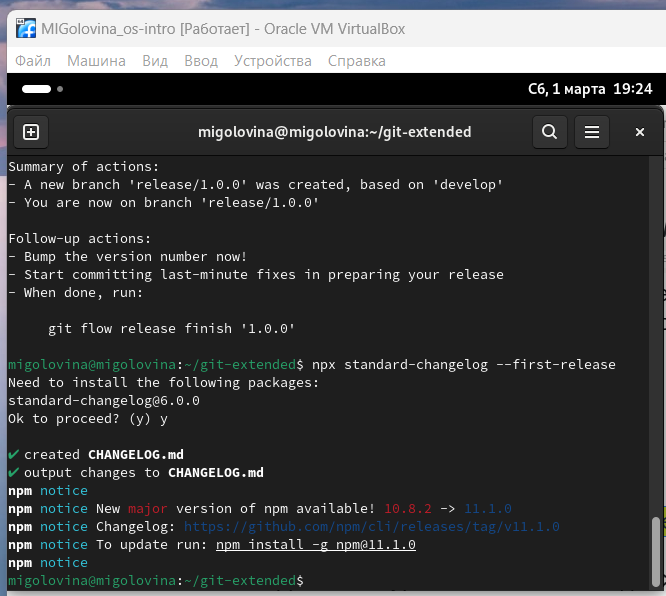 MIGolovina_os-intro [Работает] - Oracle VM VirtualBox
Файл Машина Вид Ввод Устройства Справка
Сб, 1 марта 19:24
migolovina@migolovina:~/git-extended
Summary of actions:
- A new branch 'release/1.0.0' was created, based on 'develop'
- You are now on branch 'release/1.0.0'
Follow-up actions:
- Bump the version number now!
- Start committing last-minute fixes in preparing your release
- When done, run:
git flow release finish '1.0.0'
migolovina@migolovina:~/git-extended$ npx standard-changelog --first-release
Need to install the following packages:
standard-changelog@6.0.0
Ok to proceed? (y) y
✔ created CHANGELOG.md
✔ output changes to CHANGELOG.md
npm notice
npm notice New major version of npm available! 10.8.2 -> 11.1.0
npm notice Changelog: https://github.com/npm/cli/releases/tag/v11.1.0
npm notice To update run: npm install -g npm@11.1.0
npm notice
migolovina@migolovina:~/git-extended$